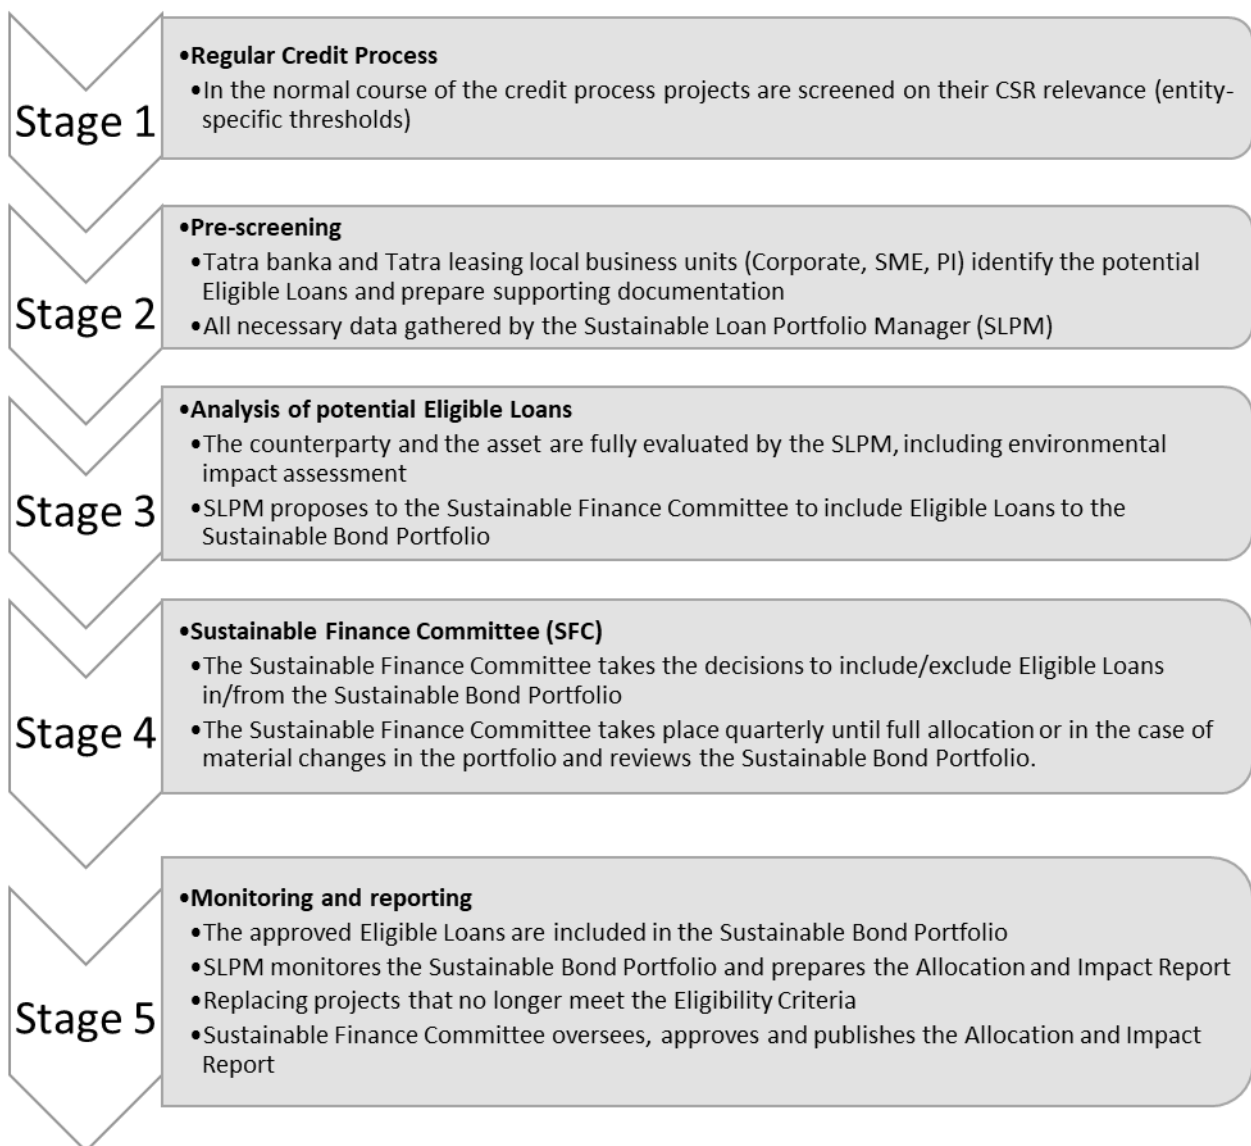 Stage 1
•Regular Credit Process
•In the normal course of the credit process projects are screened on their CSR relevance (entity-
specific thresholds)
Stage 2
•Pre-screening
•Tatra banka and Tatra leasing local business units (Corporate, SME, PI) identify the potential
Eligible Loans and prepare supporting documentation
•All necessary data gathered by the Sustainable Loan Portfolio Manager (SLPM)
Stage 3
•Analysis of potential Eligible Loans
•The counterparty and the asset are fully evaluated by the SLPM, including environmental
impact assessment
•SLPM proposes to the Sustainable Finance Committee to include Eligible Loans to the
Sustainable Bond Portfolio
Stage 4
•Sustainable Finance Committee (SFC)
•The Sustainable Finance Committee takes the decisions to include/exclude Eligible Loans
in/from the Sustainable Bond Portfolio
•The Sustainable Finance Committee takes place quarterly until full allocation or in the case of
material changes in the portfolio and reviews the Sustainable Bond Portfolio.
Stage 5
•Monitoring and reporting
•The approved Eligible Loans are included in the Sustainable Bond Portfolio
•SLPM monitores the Sustainable Bond Portfolio and prepares the Allocation and Impact Report
•Replacing projects that no longer meet the Eligibility Criteria
•Sustainable Finance Committee oversees, approves and publishes the Allocation and Impact
Report